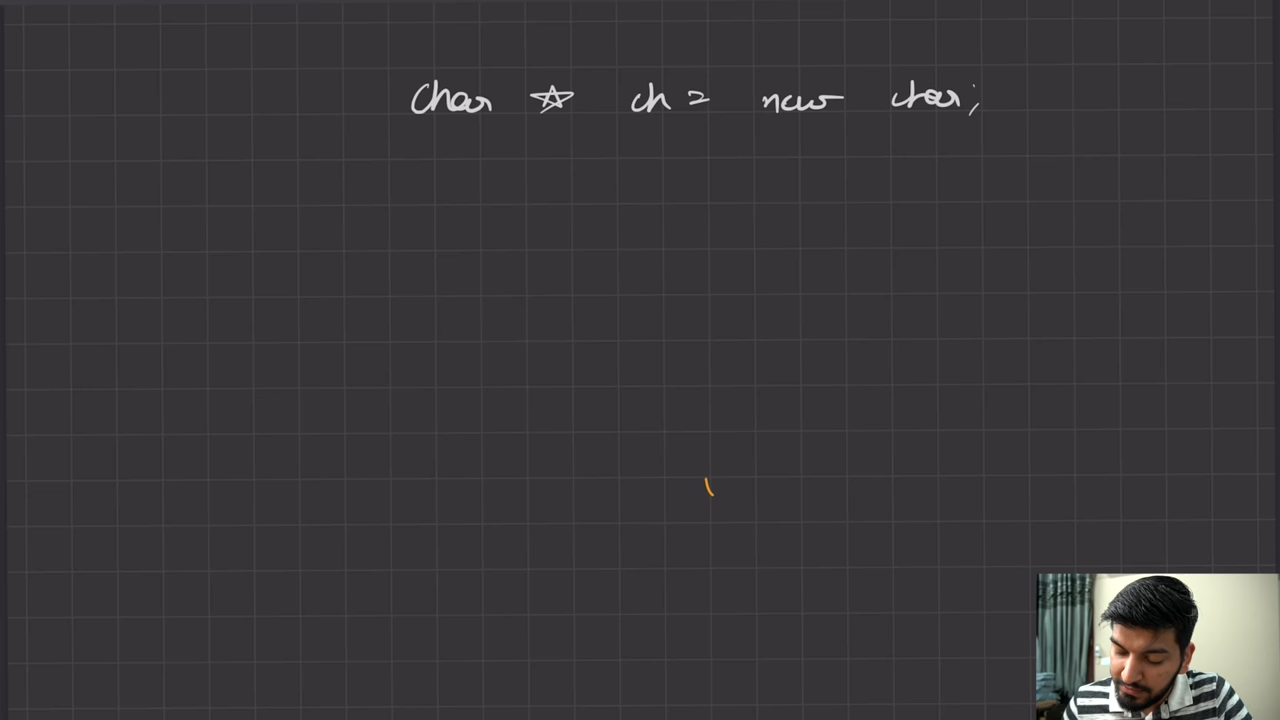 char * ch = new char;